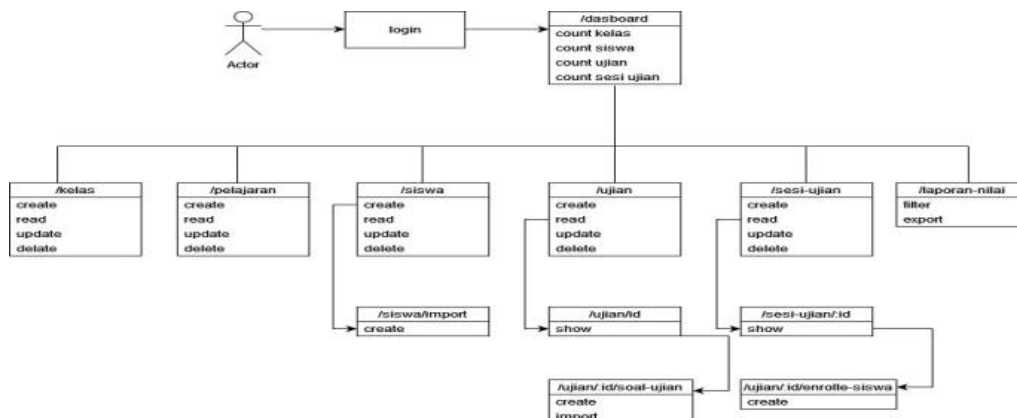 /dasboard
login
count kelas
count siswa
count ujian
count sesi ujian
Actor
/kelas
create
read
update
delate
/pelajaran
create
read
update
delete
/siswa
create
read
update
delete
/ujian
create
read
update
delete
/sesi-ujian
create
read
update
delete
/laporan-nilai
filter
export
/siswa/import
create
/ujian/id
show
/sesi-ujian/:id
show
/ujian/:id/soal-ujian
create
import
/ujian/:id/enrolle-siswa
create